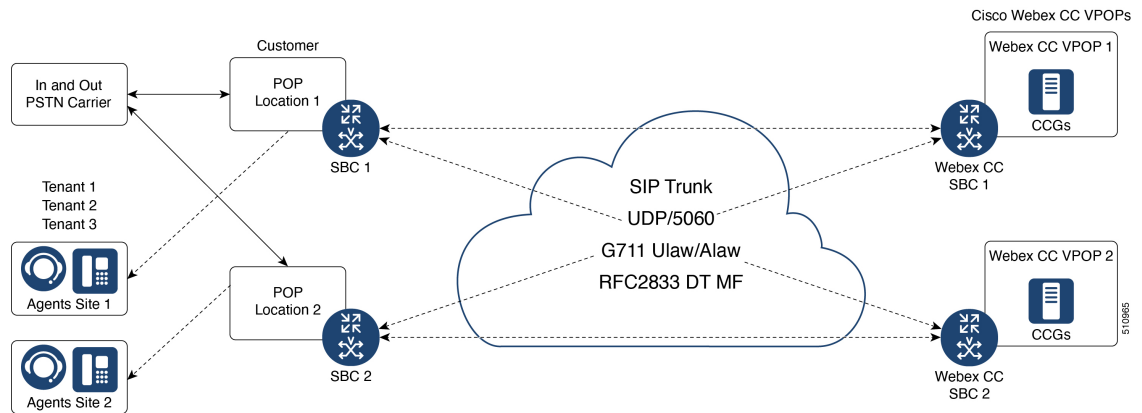 Cisco Webex CC VPOPs
Customer
In and Out
PSTN Carrier
POP
Location 1
SBC 1
Webex CC VPOP 1
CCGs
Webex CC
SBC 1
SIP Trunk
UDP/5060
G711 Ulaw/Alaw
RFC2833 DT MF
Tenant 1
Tenant 2
Tenant 3
Agents Site 1
POP
Location 2
SBC 2
Webex CC VPOP 2
CCGs
Webex CC
SBC 2
Agents Site 2
510965